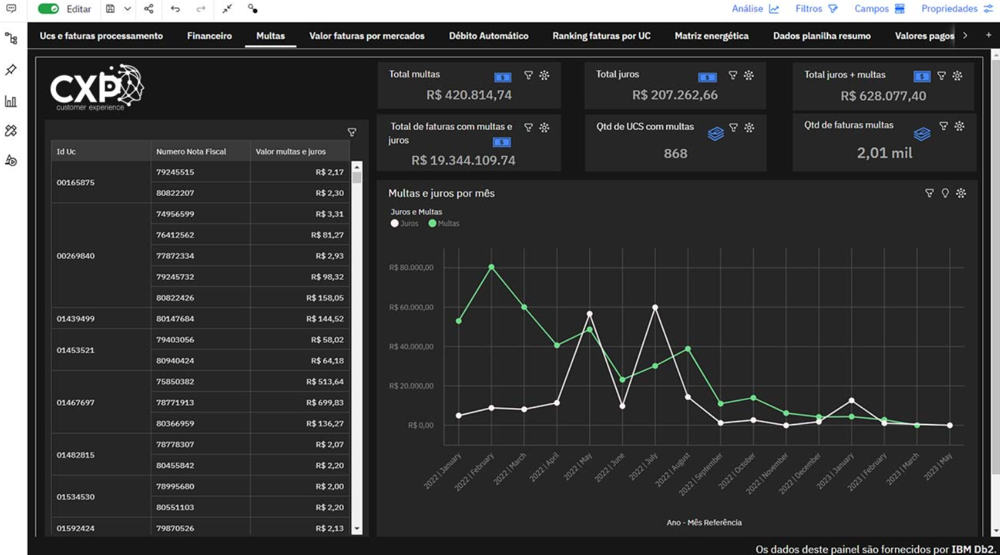 Editar
Análise
Filtros
Campos
Propriedades
Ucs e faturas processamento
Financeiro
Multas
Valor faturas por mercados
Débito Automático
Ranking faturas por UC
Matriz energética
Dados planilha resumo
Valores pagos
CXP
customer experience
Total multas
R$ 420.814,74
Total juros
R$ 207.262,66
Total juros + multas
R$ 628.077,40
Total de faturas com multas e
juros
R$ 19.344.109.74
Qtd de UCS com multas
868
Qtd de faturas multas
2,01 mil
Id Uc Numero Nota Fiscal Valor multas e juros
00165875 79245515 R$ 2,17
80822207 R$ 2,30
00269840 74956599 R$ 3,31
76412562 R$ 81,27
77872334 R$ 2,93
79245732 R$ 98,32
80822426 R$ 158,05
01439499 80147684 R$ 144,52
01453521 79403056 R$ 58,02
80940424 R$ 64,18
01467697 75850382 R$ 513,64
78771913 R$ 699,83
80366959 R$ 136,27
01482815 78778307 R$ 2,07
80455842 R$ 2,20
01534530 78995680 R$ 2,00
80551103 R$ 2,20
01592424 79870526 R$ 2,13
Multas e juros por mês
Juros e Multas
Juros Multas
R$ 80.000,00
R$ 60.000,00
R$ 40.000,00
R$ 20.000,00
R$ 0,00
2022 | January
2022 | February
2022 | March
2022 | April
2022 | May
2022 | June
2022 | July
2022 | August
2022 | September
2022 | October
2022 | November
2022 | December
2023 | January
2023 | February
2023 | March
2023 | May
Ano - Mês Referência
Os dados deste painel são fornecidos por IBM Db2.